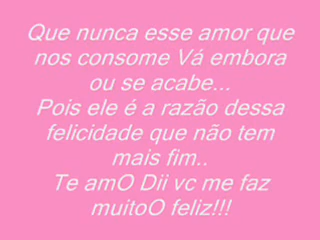 Que nunca esse amor que
nos consome Vá embora
ou se acabe...
Pois ele é a razão dessa
felicidade que não tem
mais fim..
Te amO Dii vc me faz
muitoO feliz!!!